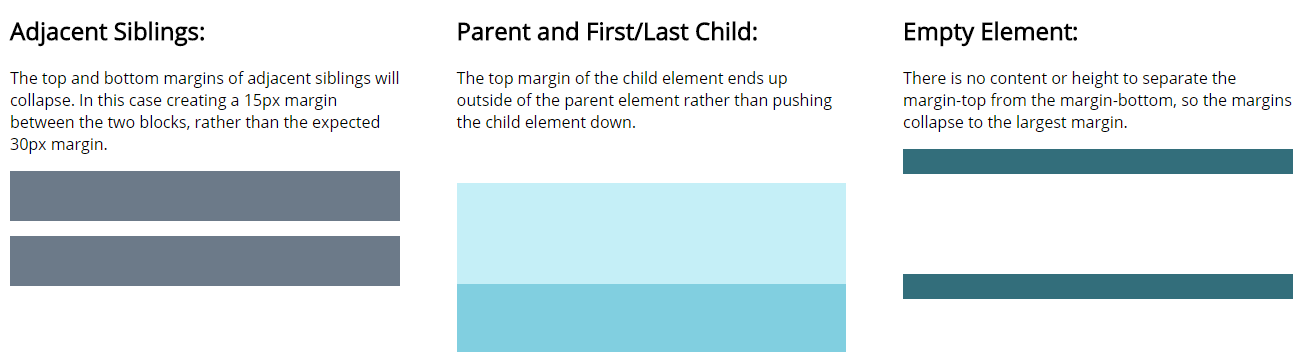 Adjacent Siblings:
The top and bottom margins of adjacent siblings will
collapse. In this case creating a 15px margin
between the two blocks, rather than the expected
30px margin.
Parent and First/Last Child:
The top margin of the child element ends up
outside of the parent element rather than pushing
the child element down.
Empty Element:
There is no content or height to separate the
margin-top from the margin-bottom, so the margins
collapse to the largest margin.